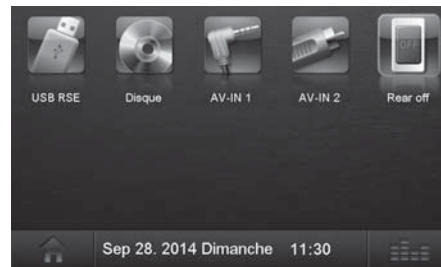 OFF
USB RSE Disque AV-IN 1 AV-IN 2 Rear off
Sep 28. 2014 Dimanche 11:30